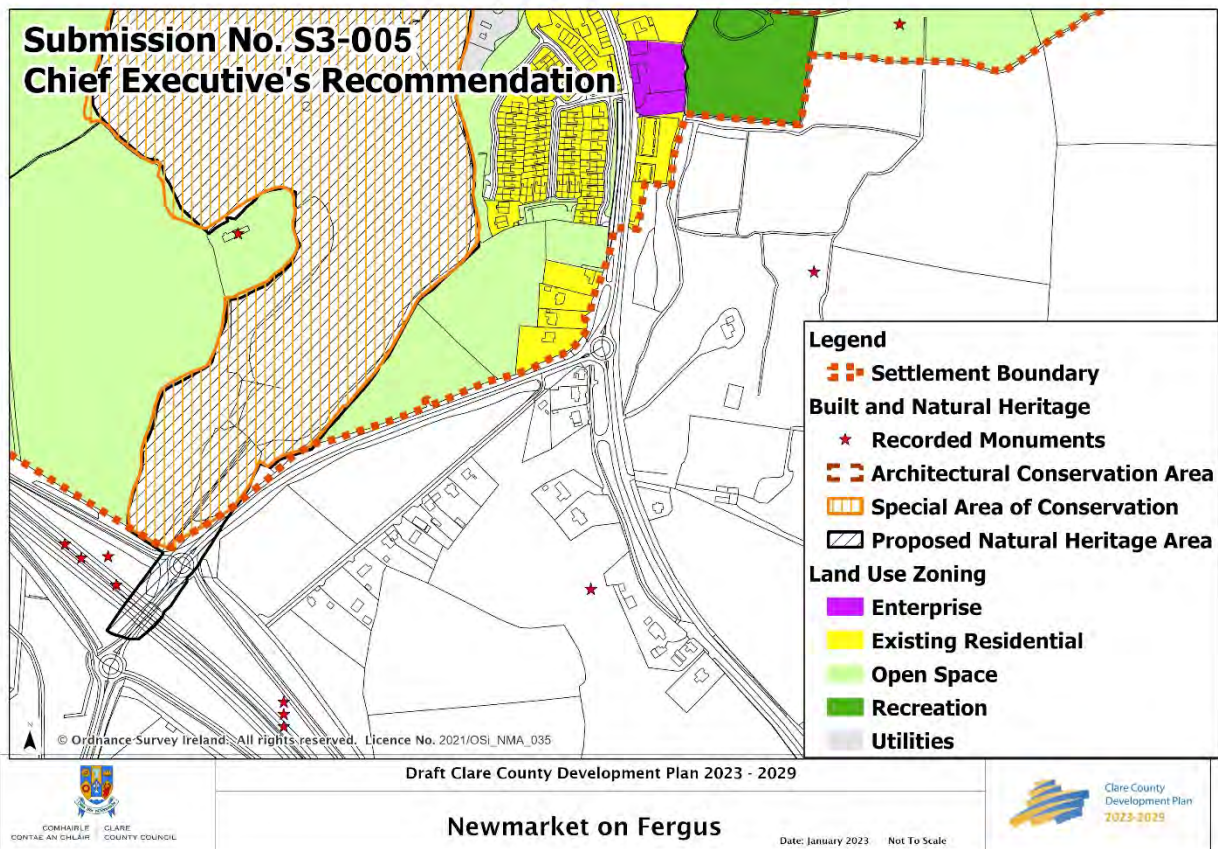 Submission No. S3-005
Chief Executive's Recommendation
Legend
Settlement Boundary
Built and Natural Heritage
Recorded Monuments
Architectural Conservation Area
Special Area of Conservation
Proposed Natural Heritage Area
Land Use Zoning
Enterprise
Existing Residential
Open Space
Recreation
Utilities
© Ordnance Survey Ireland. All rights reserved. Licence No. 2021/OSi_NMA_035
COMHAIRLE CLARE
CONTAE AN CHLÁIR COUNTY COUNCIL
Draft Clare County Development Plan 2023 - 2029
Newmarket on Fergus
Date: January 2023 Not To Scale
Clare County
Development Plan
2023-2029